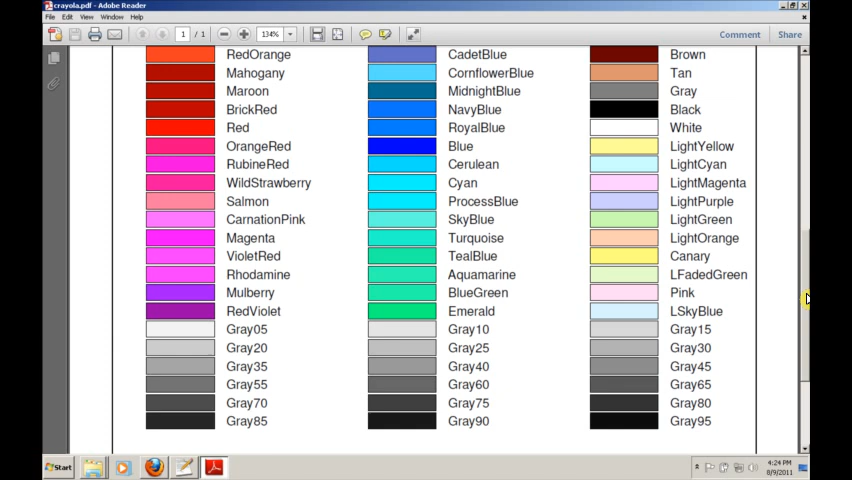 crayola.pdf - Adobe Reader
File Edit View Window Help
1 / 1 134% Comment Share
RedOrange CadetBlue Brown
Mahogany CornflowerBlue Tan
Maroon MidnightBlue Gray
BrickRed NavyBlue Black
Red RoyalBlue White
OrangeRed Blue LightYellow
RubineRed Cerulean LightCyan
WildStrawberry Cyan LightMagenta
Salmon ProcessBlue LightPurple
CarnationPink SkyBlue LightGreen
Magenta Turquoise LightOrange
VioletRed TealBlue Canary
Rhodamine Aquamarine LFadedGreen
Mulberry BlueGreen Pink
RedViolet Emerald LSkyBlue
Gray05 Gray10 Gray15
Gray20 Gray25 Gray30
Gray35 Gray40 Gray45
Gray55 Gray60 Gray65
Gray70 Gray75 Gray80
Gray85 Gray90 Gray95
Start 4:24 PM
8/9/2011